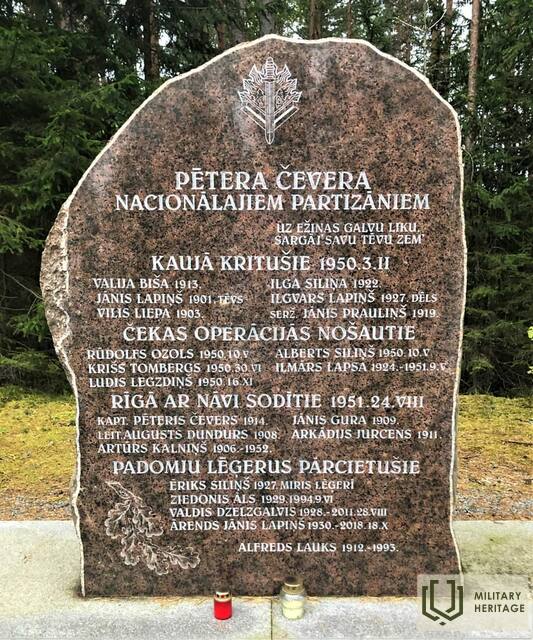 PĒTERA ČEVERA
NACIONĀLAJIEM PARTIZĀNIEM
UZ EŽIŅAS GALVU LIKU,
SARGĀJ' SAVU TĒVU ZEM'
KAUJĀ KRITUŠIE 1950.3.II
VALIJA BIŠA 1913. ILGA SILIŅA 1922.
JĀNIS LAPIŅŠ 1901. TĒVS ILGVARS LAPIŅŠ 1927. DĒLS
VILIS LIEPA 1903. SERŽ. JĀNIS PRAULIŅŠ 1919.
ČEKAS OPERĀCIJĀS NOŠAUTIE
RŪDOLFS OZOLS 1950.10.V ALBERTS SILIŅŠ 1950.10.V
KRIŠS TOMBERGS 1950.30.VI ILMĀRS LAPSA 1924.-1951.9.V
LUDIS LĒGZDIŅŠ 1950.16.XI
RĪGĀ AR NĀVI SODĪTIE 1951.24.VIII
KAPT. PĒTERIS ČEVERS 1914. JĀNIS GURA 1909.
LEIT. AUGUSTS DUNDURS 1908. ARKĀDIJS JURCENS 1911.
ARTŪRS KALNIŅŠ 1906.-1952.
PADOMJU LĒĢERUS PĀRCIETUŠIE
ĒRIKS SILIŅŠ 1927. MIRIS LĒĢERĪ
ZIEDONIS ĀLS 1929.1994.9.VI
VALDIS DZELZGALVIS 1928.-2011.28.VIII
ĀRENDS JĀNIS LAPIŅŠ 1930.-2018.18.X
ALFREDS LAUKS 1912.-1993.
MILITARY
HERITAGE